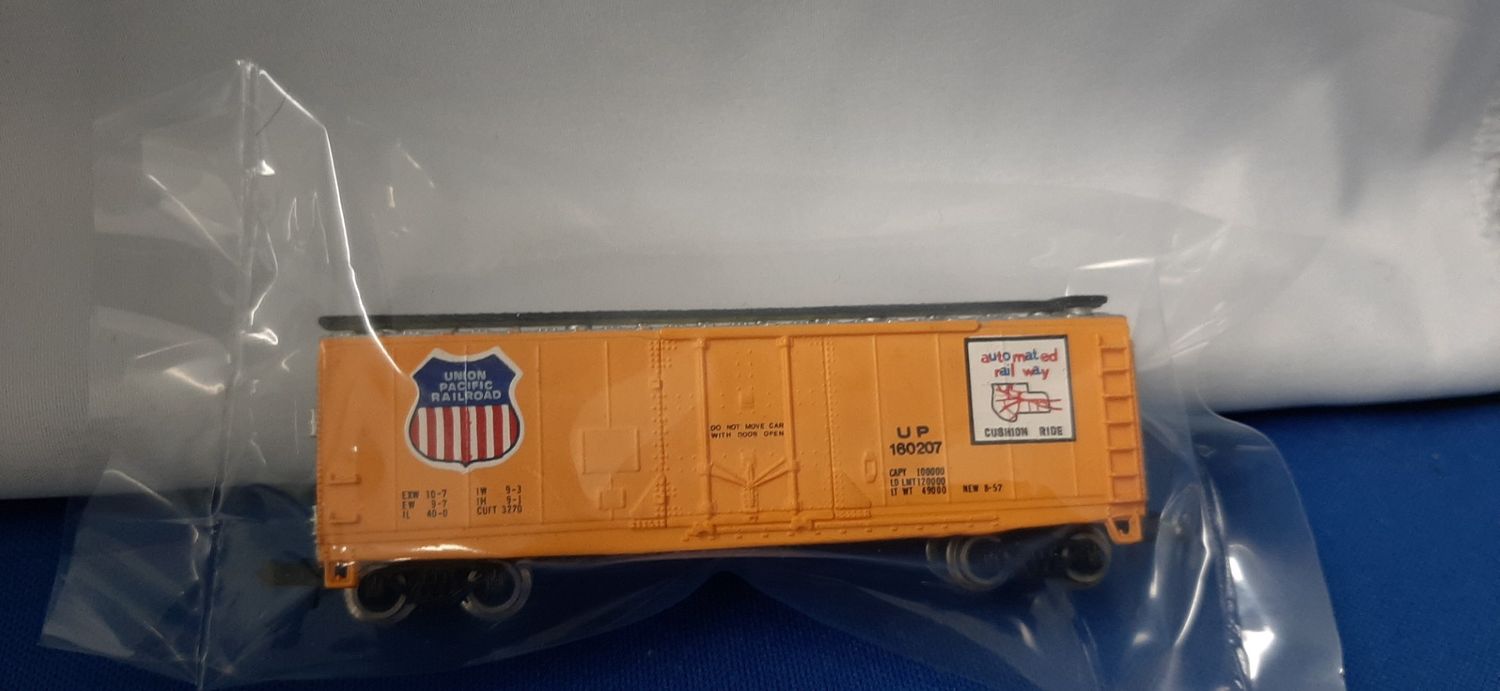 UNION
PACIFIC
RAILROAD
EXW 10-7 IW 9-3
EW 9-7 IH 9-1
IL 40-0 CUFT 3270
DO NOT MOVE CAR
WITH DOOR OPEN
UP
160207
CAPY 100000
LD LMT 120000
LT WT 49000 NEW 8-57
automated
rail way
CUSHION RIDE